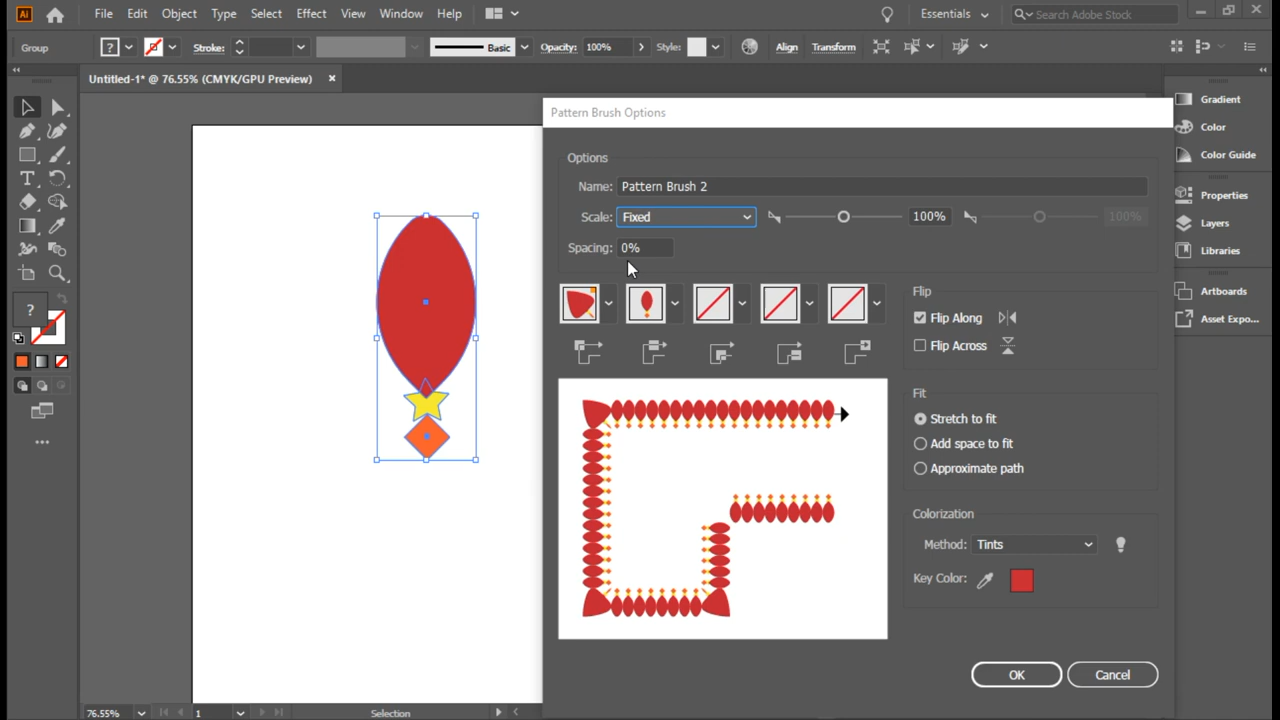 Ai File Edit Object Type Select Effect View Window Help Essentials Search Adobe Stock
Group ? Stroke: Basic Opacity: 100% Style: Align Transform
Untitled-1* @ 76.55% (CMYK/GPU Preview) ×
Pattern Brush Options
Options
Name: Pattern Brush 2
Scale: Fixed 100% 100%
Spacing: 0%
Flip
Flip Along
Flip Across
Fit
Stretch to fit
Add space to fit
Approximate path
Colorization
Method: Tints
Key Color:
OK Cancel
Gradient
Color
Color Guide
Properties
Layers
Libraries
Artboards
Asset Expo...
?
76.55% 1 Selection